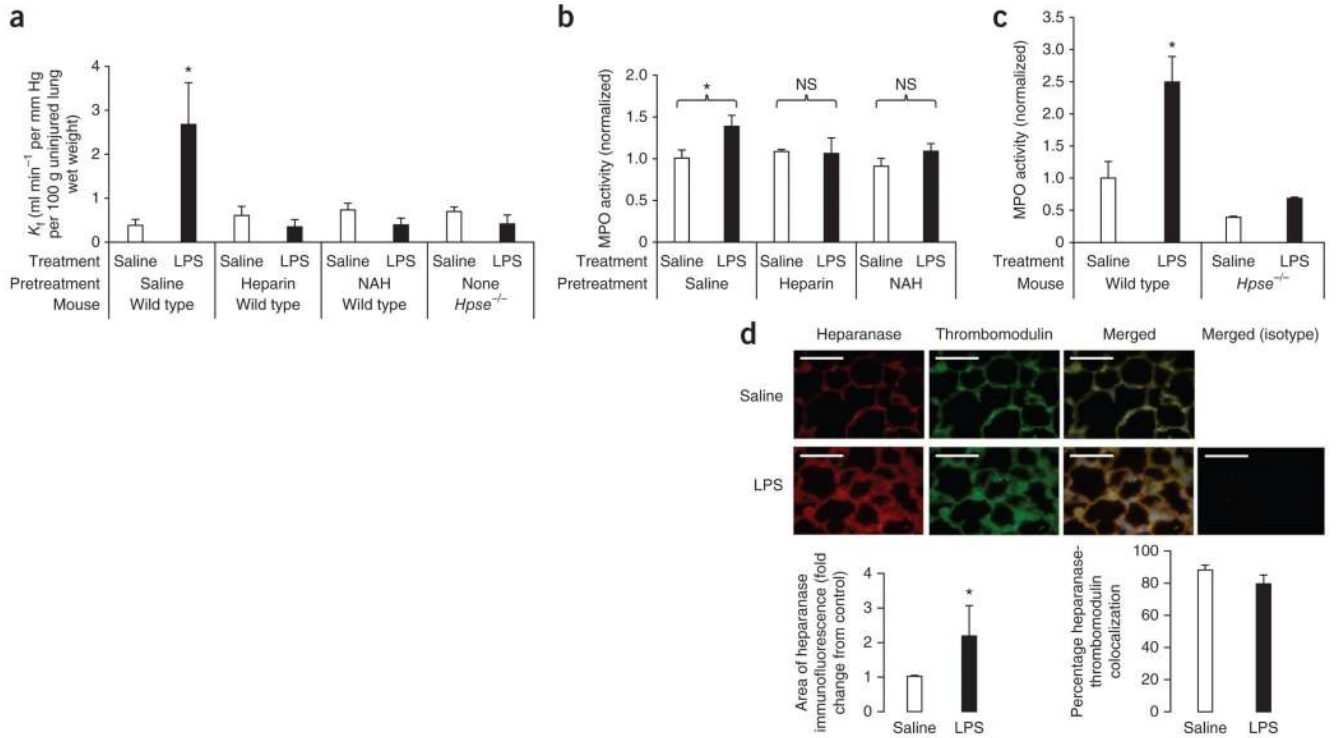 a
K_f (ml min⁻¹ per mm Hg
per 100 g uninjured lung
wet weight)
4
3
2
1
0
*
Treatment Saline LPS Saline LPS Saline LPS Saline LPS
Pretreatment Saline Heparin NAH None
Mouse Wild type Wild type Wild type Hpse⁻/⁻
b
MPO activity (normalized)
2.0
1.5
1.0
0.5
0
* NS NS
Treatment Saline LPS Saline LPS Saline LPS
Pretreatment Saline Heparin NAH
c
MPO activity (normalized)
3.5
3.0
2.5
2.0
1.5
1.0
0.5
0
*
Treatment Saline LPS Saline LPS
Mouse Wild type Hpse⁻/⁻
d
Heparanase Thrombomodulin Merged Merged (isotype)
Saline
LPS
Area of heparanase
immunofluorescence (fold
change from control)
4
3
2
1
0
*
Saline LPS
Percentage heparanase-
thrombomodulin
colocalization
100
80
60
40
20
0
Saline LPS